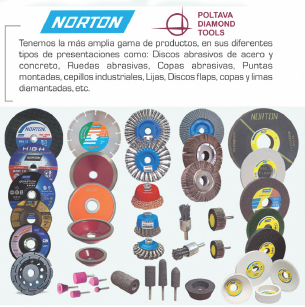 NORTON
POLTAVA
DIAMOND
TOOLS
Tenemos la más amplia gama de productos, en sus diferentes
tipos de presentaciones como: Discos abrasivos de acero y
concreto, Ruedas abrasivas, Copas abrasivas, Puntas
montadas, cepillos industriales, Lijas, Discos flaps, copas y limas
diamantadas, etc.
NORTON
NORTON